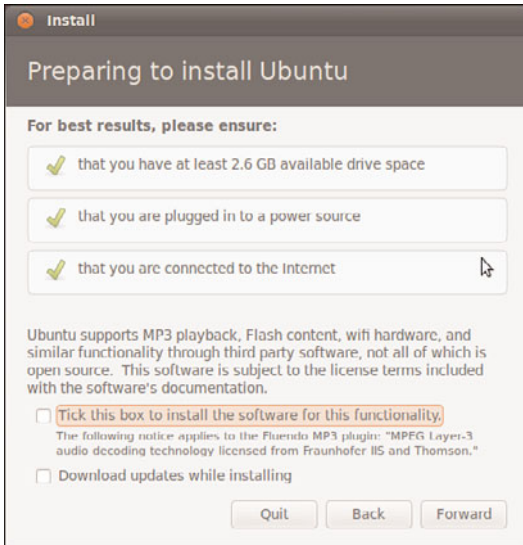 Install
Preparing to install Ubuntu
For best results, please ensure:
that you have at least 2.6 GB available drive space
that you are plugged in to a power source
that you are connected to the Internet
Ubuntu supports MP3 playback, Flash content, wifi hardware, and
similar functionality through third party software, not all of which is
open source. This software is subject to the license terms included
with the software's documentation.
Tick this box to install the software for this functionality.
The following notice applies to the Fluendo MP3 plugin: "MPEG Layer-3
audio decoding technology licensed from Fraunhofer IIS and Thomson."
Download updates while installing
Quit Back Forward